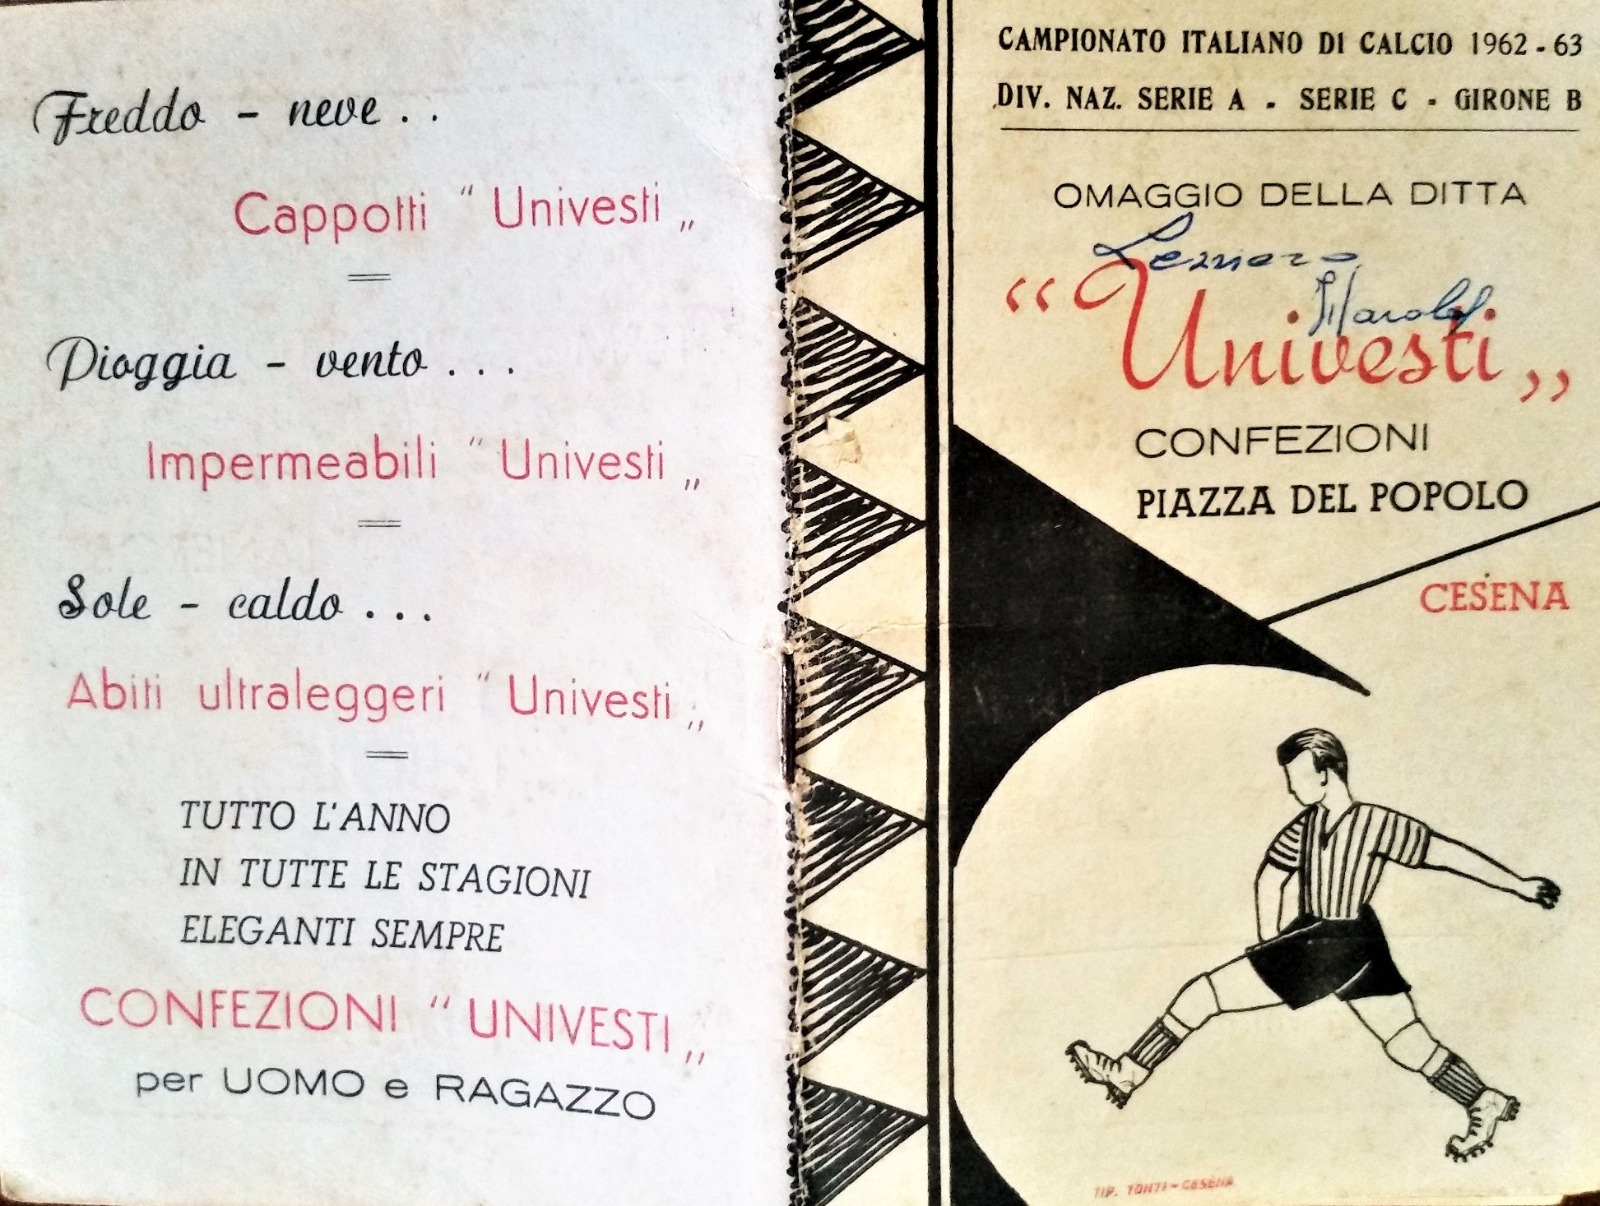 Freddo - neve . .
Cappotti " Univesti „
Pioggia - vento . . .
Impermeabili " Univesti „
Sole - caldo . . .
Abiti ultraleggeri " Univesti „
TUTTO L'ANNO
IN TUTTE LE STAGIONI
ELEGANTI SEMPRE
CONFEZIONI " UNIVESTI „
per UOMO e RAGAZZO
CAMPIONATO ITALIANO DI CALCIO 1962 - 63
DIV. NAZ. SERIE A - SERIE C - GIRONE B
OMAGGIO DELLA DITTA
“ Univesti „
CONFEZIONI
PIAZZA DEL POPOLO
CESENA
TIP. TONTI - CESENA